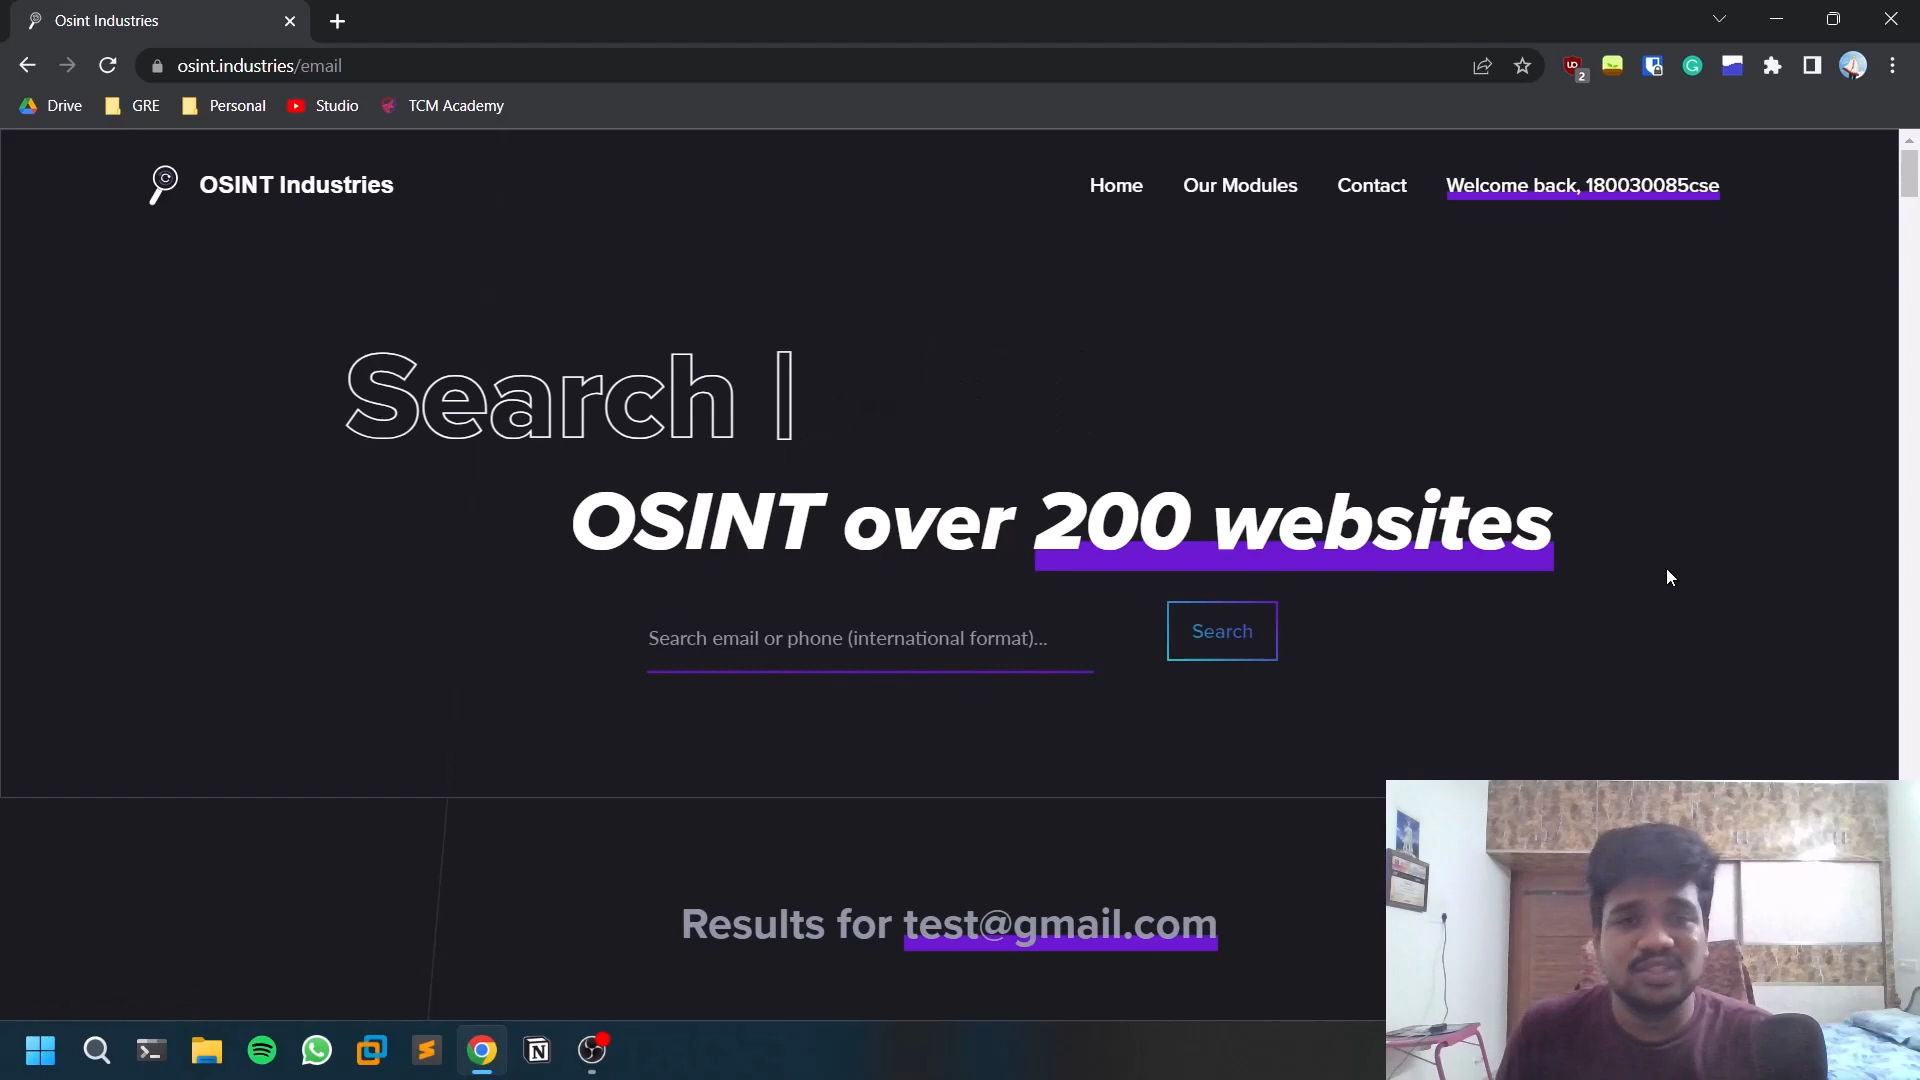 Osint Industries
osint.industries/email
2
Drive
GRE
Personal
Studio
TCM Academy
OSINT Industries
Home
Our Modules
Contact
Welcome back, 180030085cse
Search |
OSINT over 200 websites
Search email or phone (international format)...
Search
Results for test@gmail.com